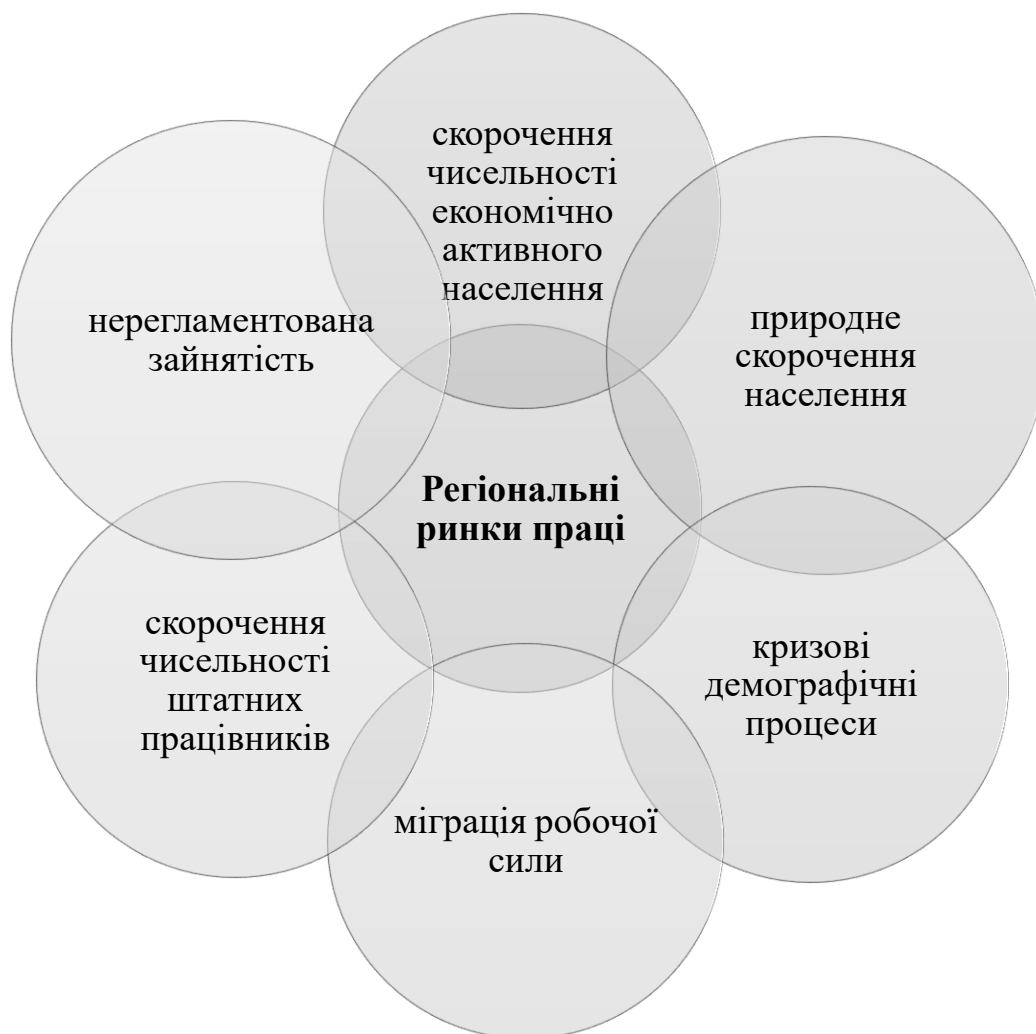 скорочення
чисельності
економічно
активного
населення
природне
скорочення
населення
кризові
демографічні
процеси
міграція робочої
сили
скорочення
чисельності
штатних
працівників
нерегламентована
зайнятість
Регіональні
ринки праці